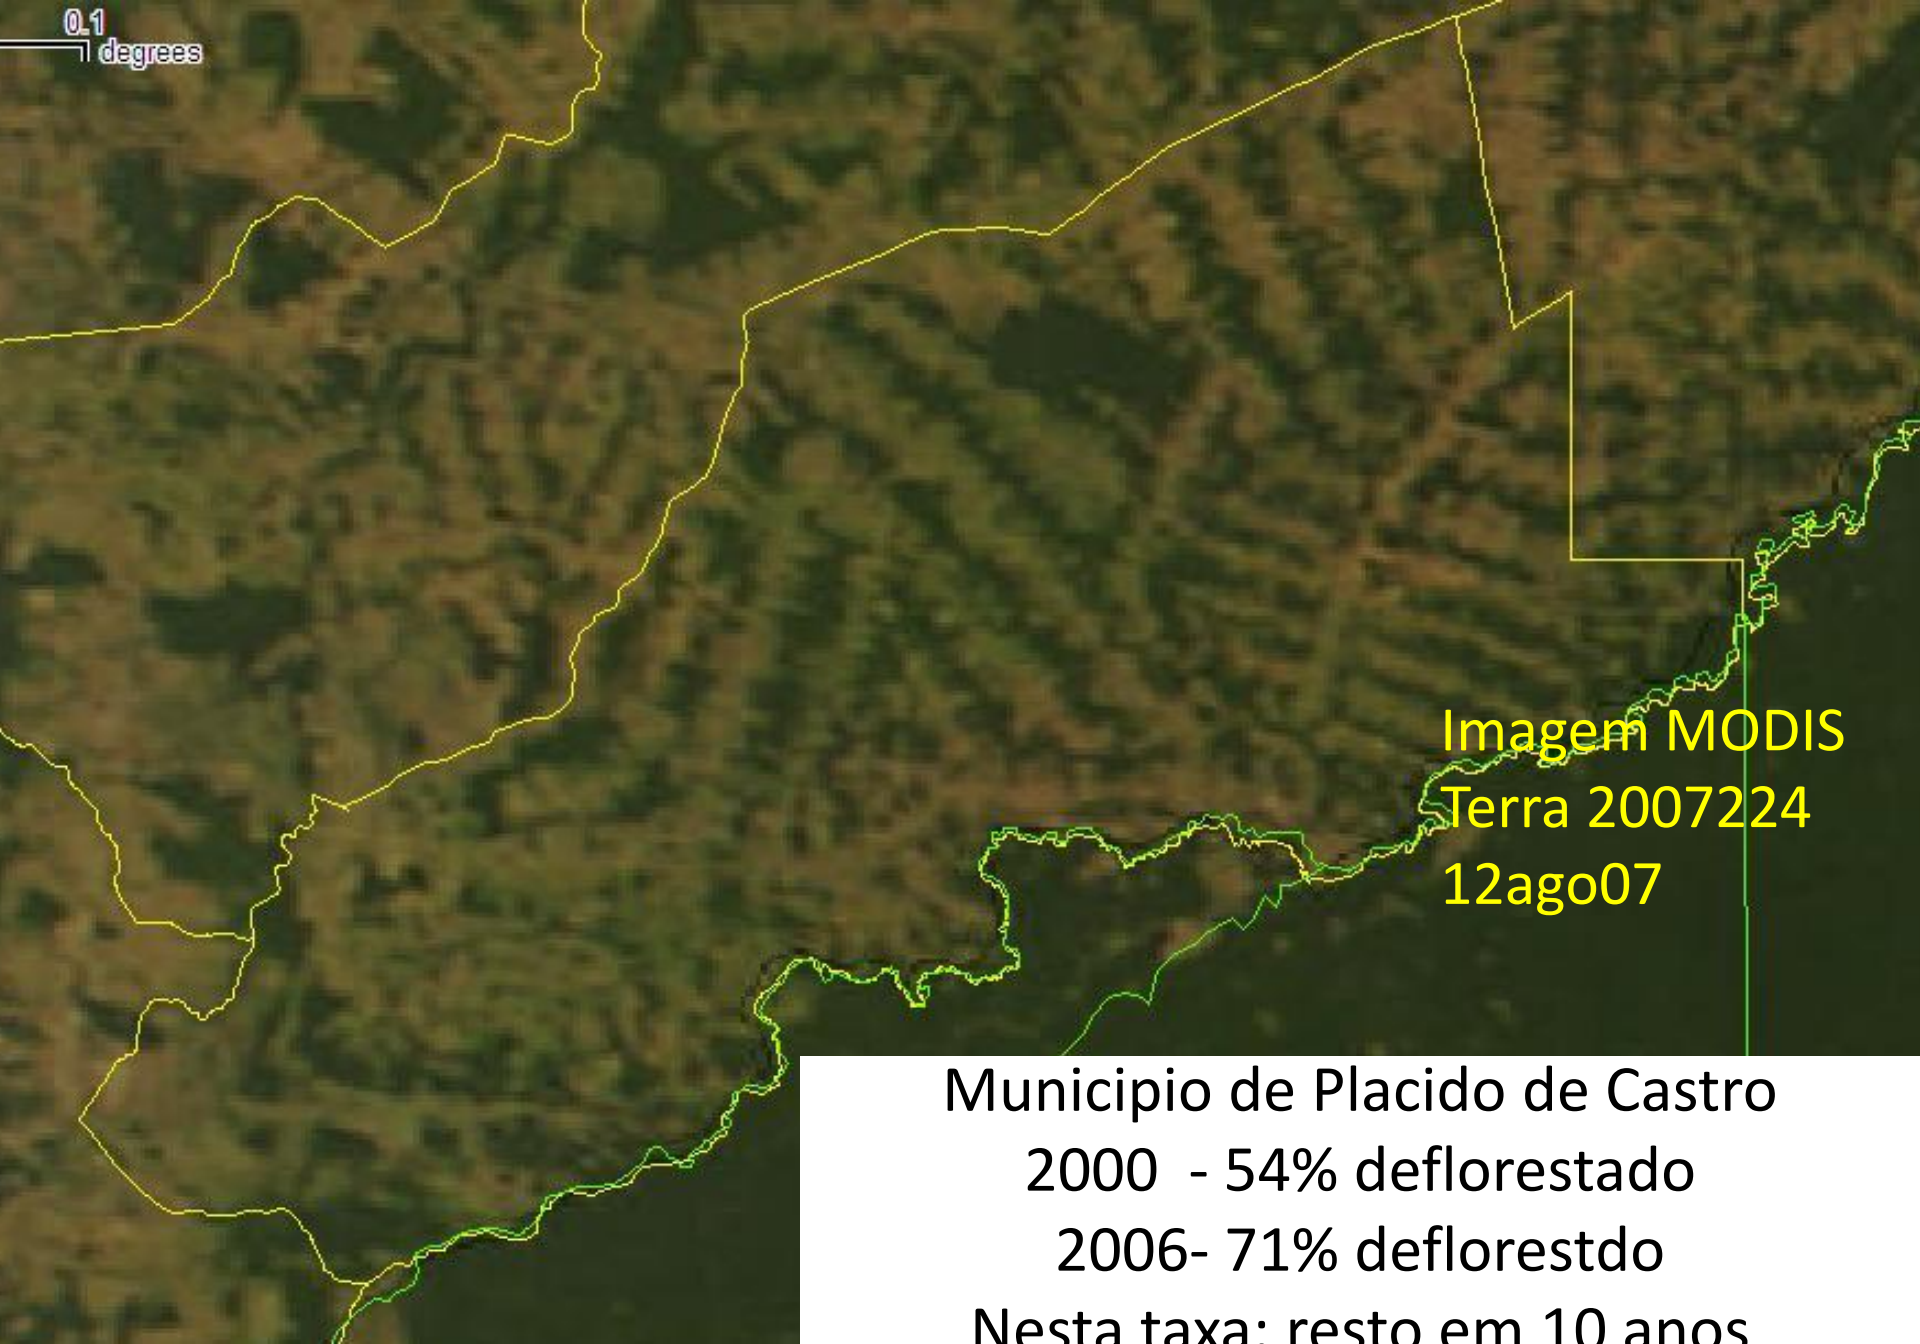 0.1
degrees
Imagem MODIS
Terra 2007224
12ago07
Municipio de Placido de Castro
2000 - 54% deflorestado
2006- 71% deflorestdo
Nesta taxa: resto em 10 anos